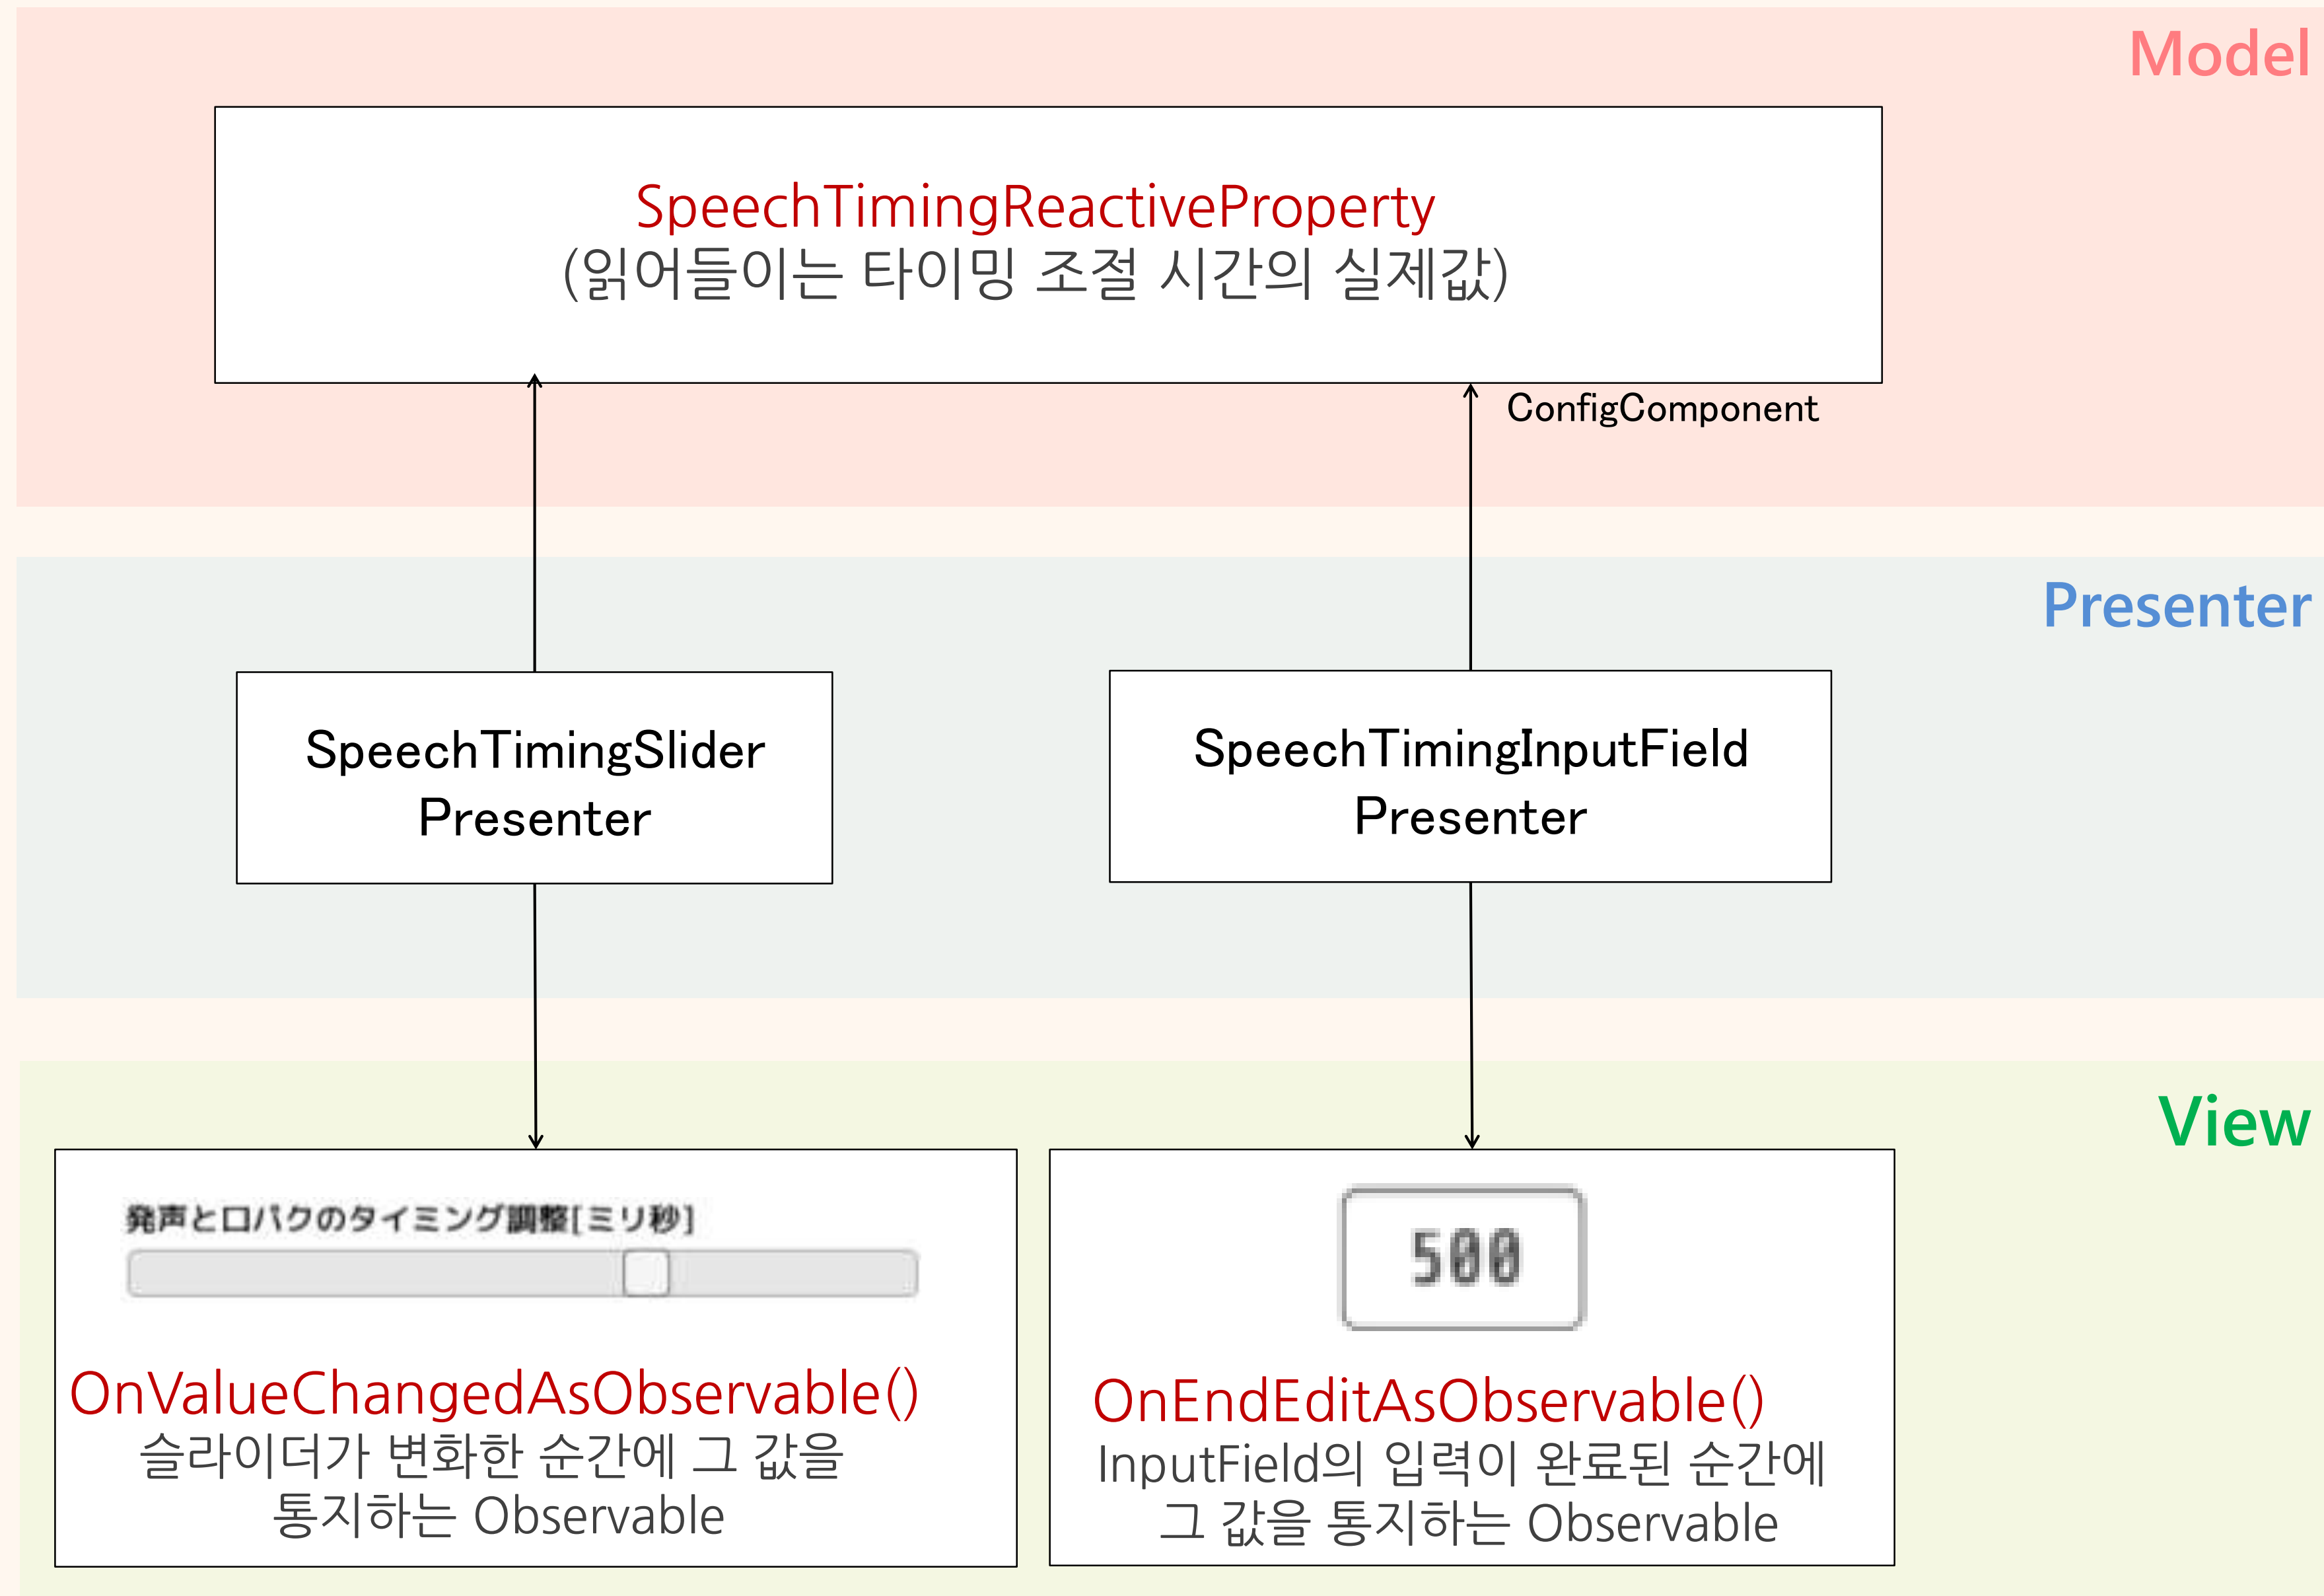 Model
SpeechTimingReactiveProperty
(읽어들이는 타이밍 조절 시간의 실제값)
ConfigComponent
Presenter
SpeechTimingSlider
Presenter
SpeechTimingInputField
Presenter
View
発声と口パクのタイミング調整[ミリ秒]
OnValueChangedAsObservable()
슬라이더가 변화한 순간에 그 값을
통지하는 Observable
500
OnEndEditAsObservable()
InputField의 입력이 완료된 순간에
그 값을 통지하는 Observable